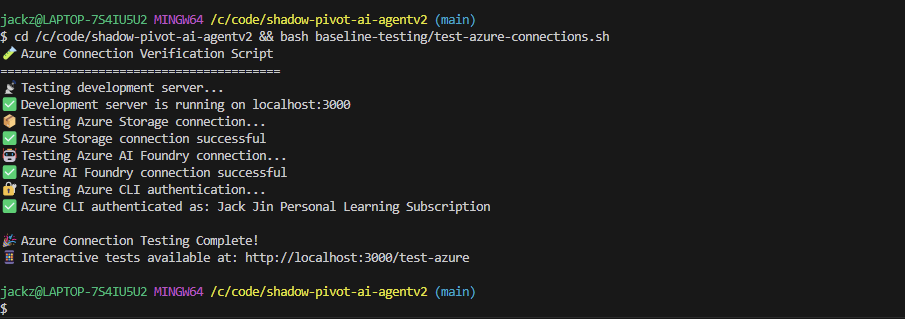 jackz@LAPTOP-7S4IU5U2 MINGW64 /c/code/shadow-pivot-ai-agentv2 (main)
$ cd /c/code/shadow-pivot-ai-agentv2 && bash baseline-testing/test-azure-connections.sh
🧪 Azure Connection Verification Script
========================================
📡 Testing development server...
✅ Development server is running on localhost:3000
📦 Testing Azure Storage connection...
✅ Azure Storage connection successful
🤖 Testing Azure AI Foundry connection...
✅ Azure AI Foundry connection successful
🔐 Testing Azure CLI authentication...
✅ Azure CLI authenticated as: Jack Jin Personal Learning Subscription
🎉 Azure Connection Testing Complete!
🧮 Interactive tests available at: http://localhost:3000/test-azure
jackz@LAPTOP-7S4IU5U2 MINGW64 /c/code/shadow-pivot-ai-agentv2 (main)
$